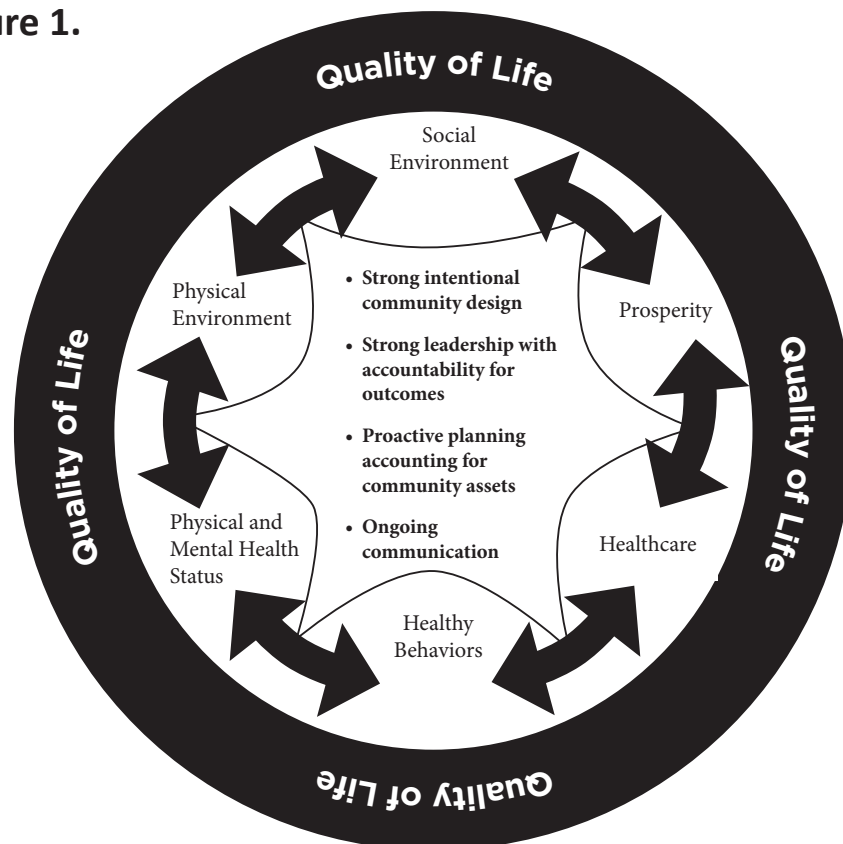 ure 1.
Quality of Life
Social
Environment
Physical
Environment
Prosperity
• Strong intentional
community design
• Strong leadership with
accountability for
outcomes
• Proactive planning
accounting for
community assets
• Ongoing
communication
Quality of Life
Quality of Life
Physical and
Mental Health
Status
Healthcare
Healthy
Behaviors
Quality of Life